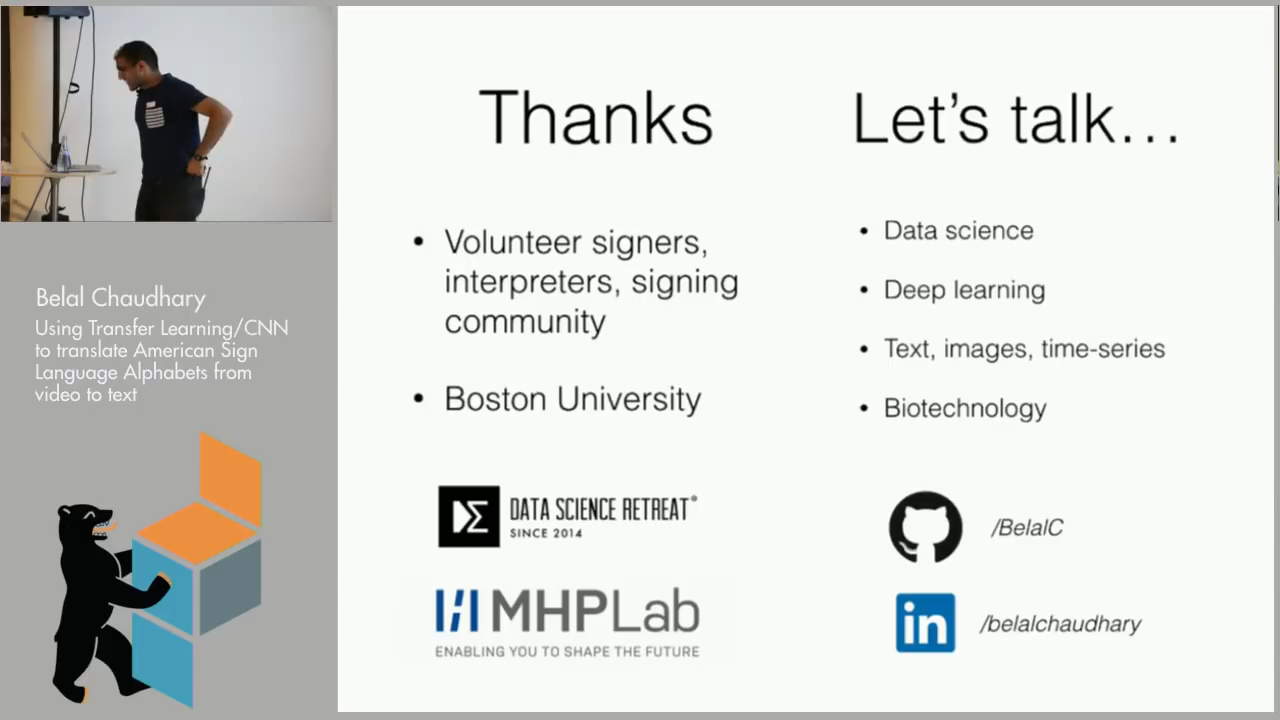 Belal Chaudhary
Using Transfer Learning/CNN
to translate American Sign
Language Alphabets from
video to text
Thanks
• Volunteer signers,
interpreters, signing
community
• Boston University
DATA SCIENCE RETREAT®
SINCE 2014
MHPLab
ENABLING YOU TO SHAPE THE FUTURE
Let's talk…
• Data science
• Deep learning
• Text, images, time-series
• Biotechnology
/BelalC
in /belalchaudhary